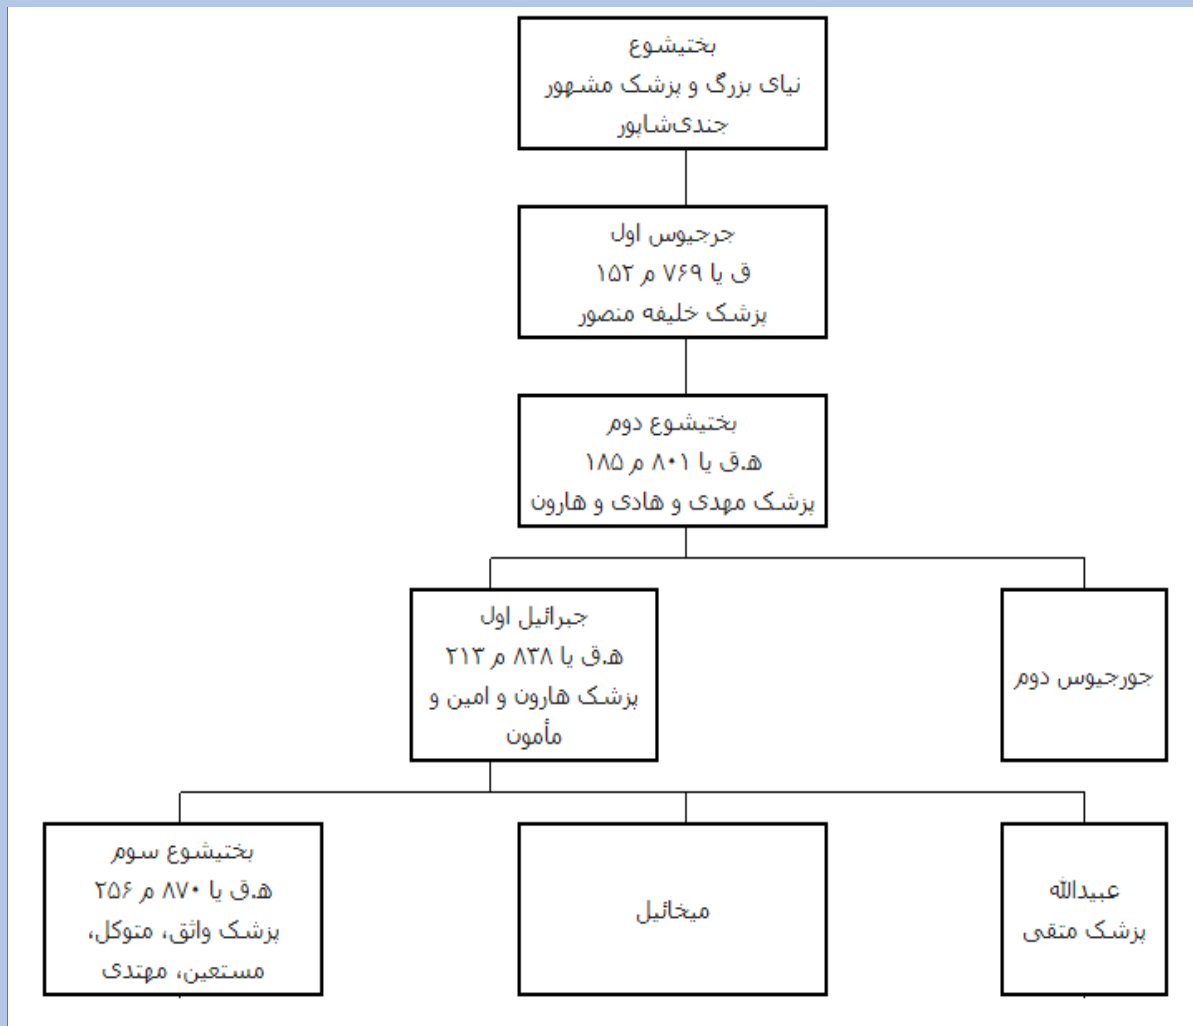 بختیشوع
نیای بزرگ و پزشک مشهور
جندی‌شاپور
جرجیوس اول
ق یا ۷۶۹ م ۱۵۲
پزشک خلیفه منصور
بختیشوع دوم
ه.ق یا ۸۰۱ م ۱۸۵
پزشک مهدی و هادی و هارون
جبرائیل اول
ه.ق یا ۸۳۸ م ۲۱۳
پزشک هارون و امین و
مأمون
جورجیوس دوم
بختیشوع سوم
ه.ق یا ۸۷۰ م ۲۵۶
پزشک واثق، متوکل،
مستعین، مهتدی
میخائیل
عبیدالله
پزشک متقی